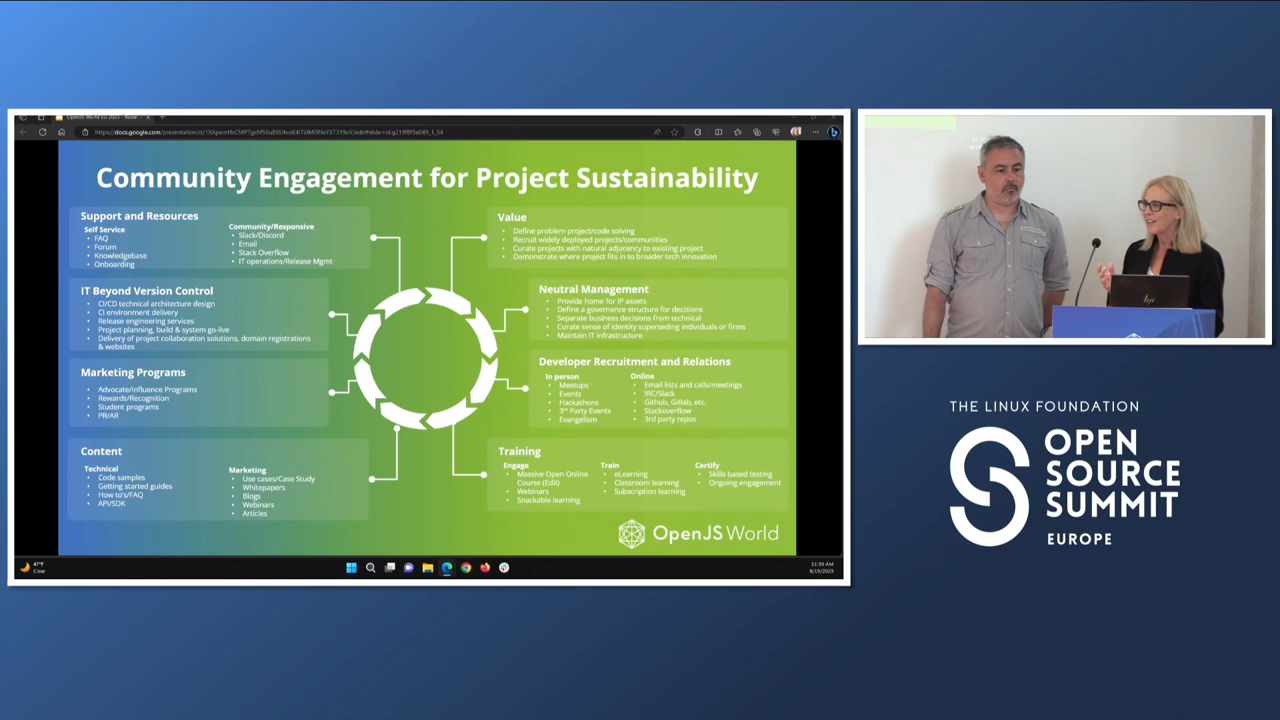 Community Engagement for Project Sustainability
Support and Resources
Self Service
• FAQ
• Forum
• Knowledgebase
• Onboarding
Community/Responsive
• Slack/Discord
• Email
• Stack Overflow
• IT operations/Release Mgmt
IT Beyond Version Control
• CI/CD technical architecture design
• CI environment delivery
• Release engineering services
• Project planning, build & system go-live
• Delivery of project collaboration solutions, domain registrations
& websites
Marketing Programs
• Advocate/Influence Programs
• Rewards/Recognition
• Student programs
• PR/AR
Content
Technical
• Code samples
• Getting started guides
• How to's/FAQ
• API/SDK
Marketing
• Use cases/Case Study
• Whitepapers
• Blogs
• Webinars
• Articles
Value
• Define problem project/code solving
• Recruit widely deployed projects/communities
• Curate projects with natural adjacency to existing project
• Demonstrate where project fits in to broader tech innovation
Neutral Management
• Provide home for IP assets
• Define a governance structure for decisions
• Separate business decisions from technical
• Curate sense of identity superseding individuals or firms
• Maintain IT infrastructure
Developer Recruitment and Relations
In person
• Meetups
• Events
• Hackathons
• 3rd Party Events
• Evangelism
Online
• Email lists and calls/meetings
• IRC/Slack
• Github, Gitlab, etc.
• Stackoverflow
• 3rd party repos
Training
Engage
• Massive Open Online
Course (EdX)
• Webinars
• Snackable learning
Train
• eLearning
• Classroom learning
• Subscription learning
Certify
• Skills based testing
• Ongoing engagement
OpenJS World
47°F
Clear
11:39 AM
9/19/2023
THE LINUX FOUNDATION
OPEN
SOURCE
SUMMIT
EUROPE